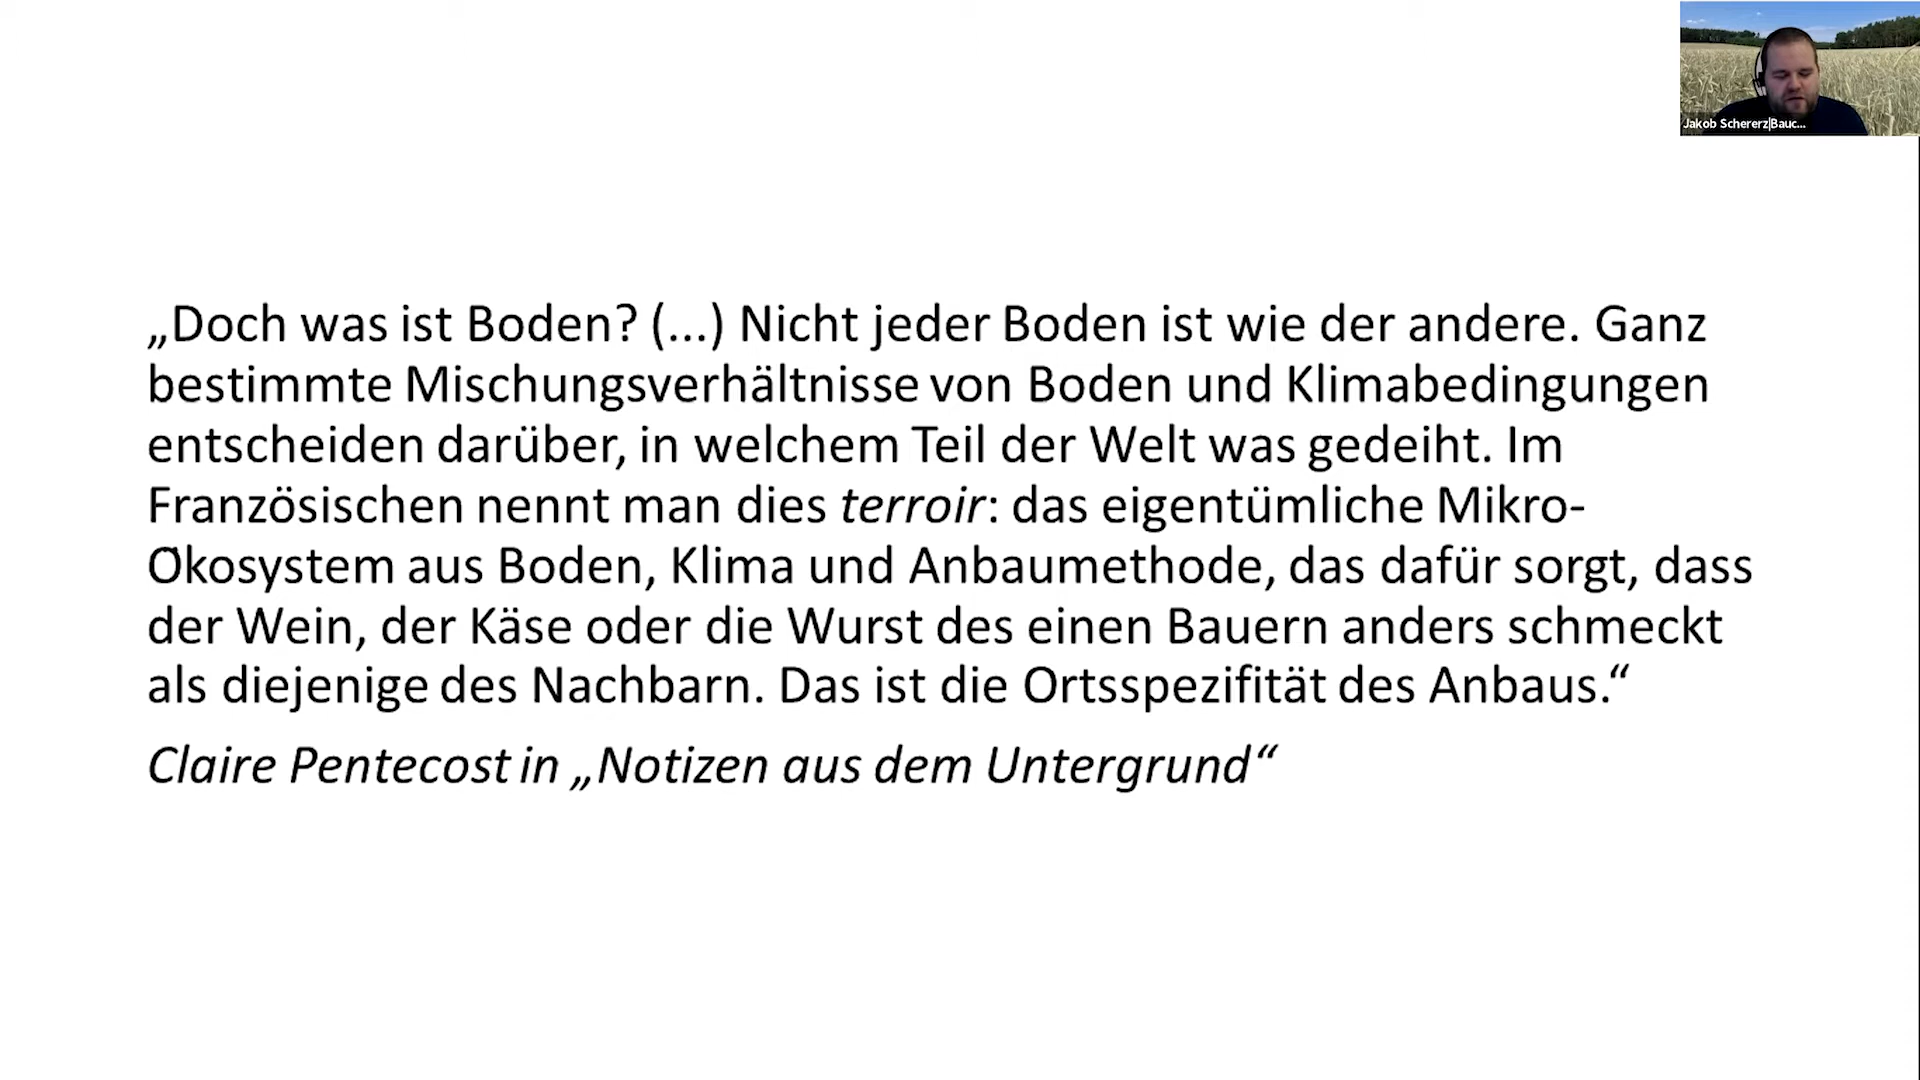 Jakob Schererz|Bauc...
„Doch was ist Boden? (...) Nicht jeder Boden ist wie der andere. Ganz
bestimmte Mischungsverhältnisse von Boden und Klimabedingungen
entscheiden darüber, in welchem Teil der Welt was gedeiht. Im
Französischen nennt man dies terroir: das eigentümliche Mikro-
Ökosystem aus Boden, Klima und Anbaumethode, das dafür sorgt, dass
der Wein, der Käse oder die Wurst des einen Bauern anders schmeckt
als diejenige des Nachbarn. Das ist die Ortsspezifität des Anbaus.“
Claire Pentecost in „Notizen aus dem Untergrund“